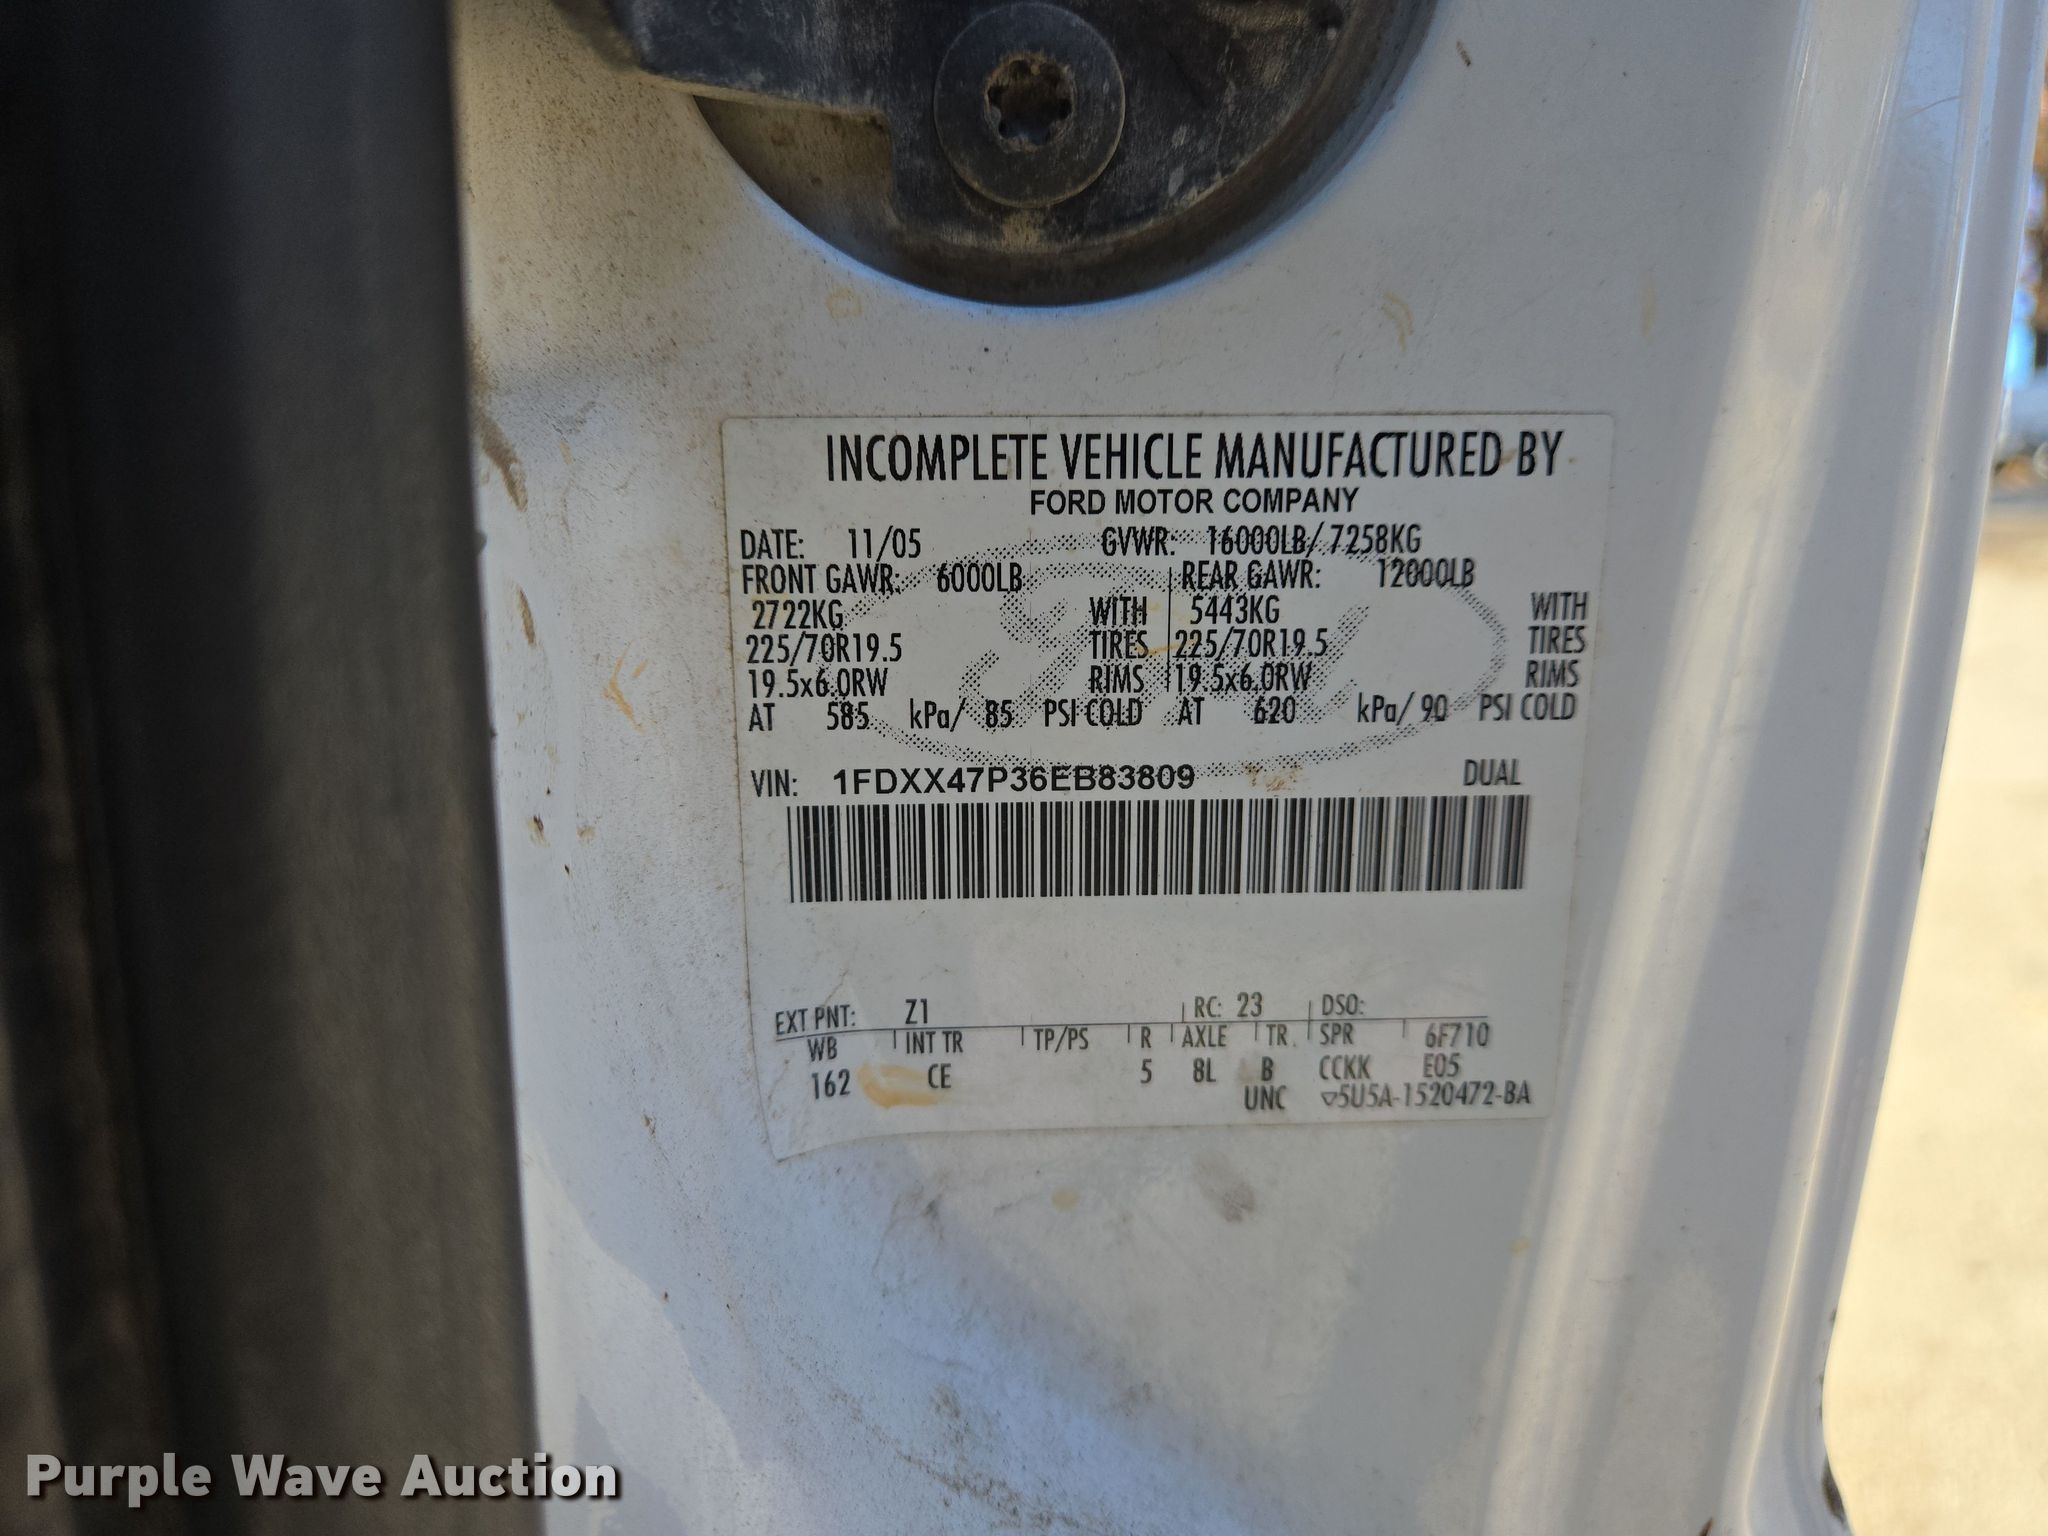 INCOMPLETE VEHICLE MANUFACTURED BY
FORD MOTOR COMPANY
DATE: 11/05 GVWR: 16000LB/ 7258KG
FRONT GAWR: 6000LB REAR GAWR: 12000LB
2722KG WITH 5443KG WITH
225/70R19.5 TIRES 225/70R19.5 TIRES
19.5x6.0RW RIMS 19.5x6.0RW RIMS
AT 585 kPa/ 85 PSI COLD AT 620 kPa/ 90 PSI COLD
VIN: 1FDXX47P36EB83809 DUAL
EXT PNT: Z1 RC: 23 DSO:
WB INT TR TP/PS R AXLE TR. SPR 6F710
162 CE 5 8L B CCKK E05
UNC ▽5U5A-1520472-BA
Purple Wave Auction